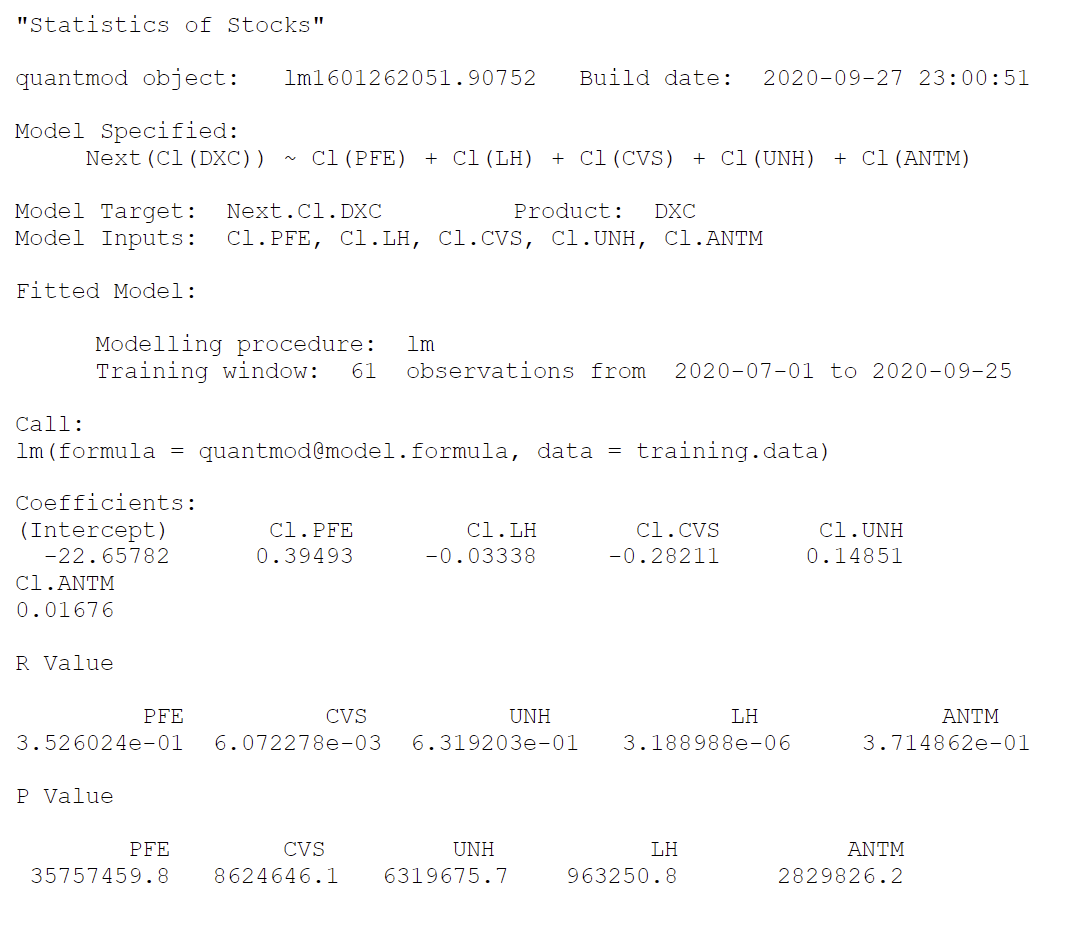 "Statistics of Stocks"
quantmod object:   lm1601262051.90752   Build date:  2020-09-27 23:00:51
Model Specified:
     Next(Cl(DXC)) ~ Cl(PFE) + Cl(LH) + Cl(CVS) + Cl(UNH) + Cl(ANTM)
Model Target:  Next.Cl.DXC          Product:  DXC
Model Inputs:  Cl.PFE, Cl.LH, Cl.CVS, Cl.UNH, Cl.ANTM
Fitted Model:
      Modelling procedure:  lm
      Training window:  61  observations from  2020-07-01 to 2020-09-25
Call:
lm(formula = quantmod@model.formula, data = training.data)
Coefficients:
(Intercept)       Cl.PFE        Cl.LH       Cl.CVS       Cl.UNH
  -22.65782      0.39493     -0.03338     -0.28211      0.14851
Cl.ANTM
0.01676
R Value
         PFE          CVS          UNH             LH             ANTM
3.526024e-01  6.072278e-03  6.319203e-01   3.188988e-06     3.714862e-01
P Value
        PFE        CVS         UNH           LH            ANTM
 35757459.8   8624646.1   6319675.7    963250.8       2829826.2